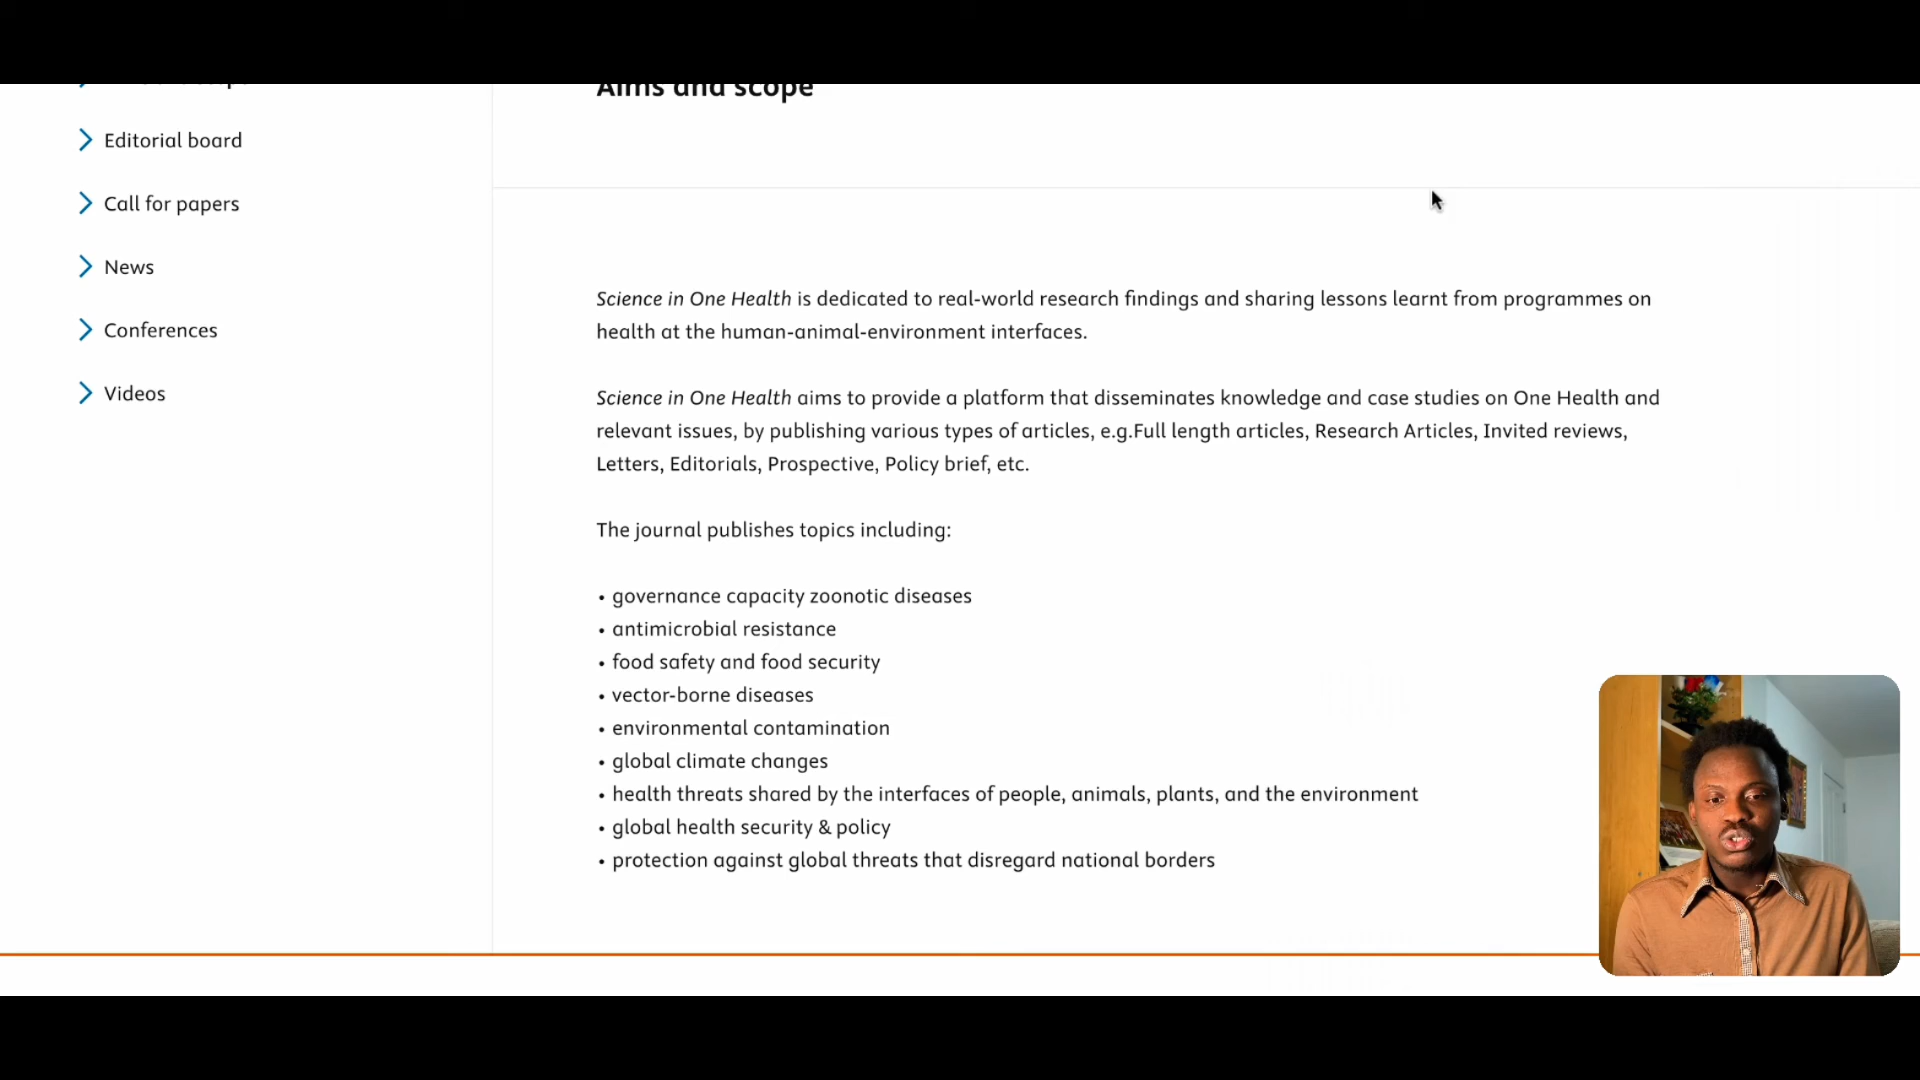 Aims and scope
Editorial board
Call for papers
News
Conferences
Videos
Science in One Health is dedicated to real-world research findings and sharing lessons learnt from programmes on
health at the human-animal-environment interfaces.
Science in One Health aims to provide a platform that disseminates knowledge and case studies on One Health and
relevant issues, by publishing various types of articles, e.g.Full length articles, Research Articles, Invited reviews,
Letters, Editorials, Prospective, Policy brief, etc.
The journal publishes topics including:
• governance capacity zoonotic diseases
• antimicrobial resistance
• food safety and food security
• vector-borne diseases
• environmental contamination
• global climate changes
• health threats shared by the interfaces of people, animals, plants, and the environment
• global health security & policy
• protection against global threats that disregard national borders